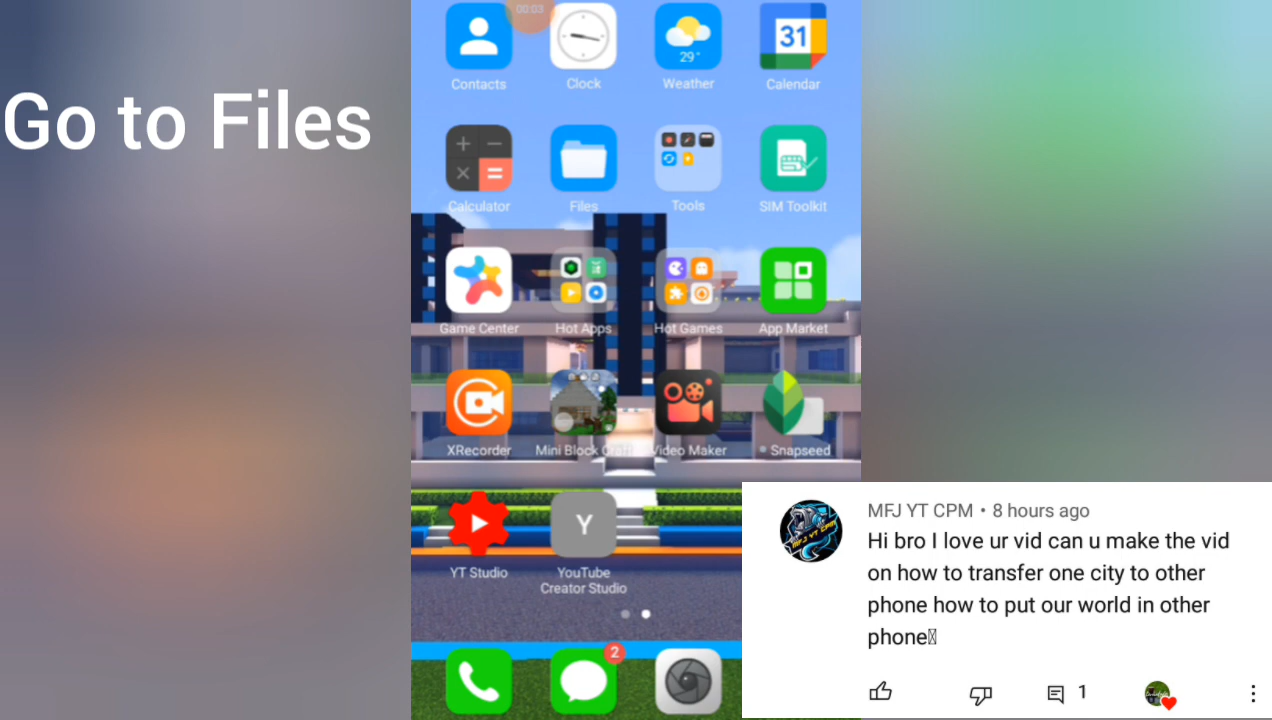 Go to Files
00:03
29°
31
Contacts
Clock
Weather
Calendar
Calculator
Files
Tools
SIM Toolkit
Game Center
Hot Apps
Hot Games
App Market
XRecorder
Mini Block Craft
Video Maker
Snapseed
Y
YT Studio
YouTube
Creator Studio
2
MFJ YT CPM • 8 hours ago
Hi bro I love ur vid can u make the vid
on how to transfer one city to other
phone how to put our world in other
phone
1